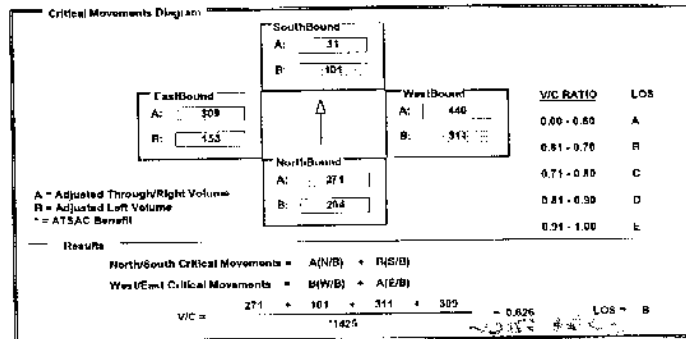 Critical Movements Diagram
SouthBound
A: 31
B: 101
EastBound
A: 309
B: 153
WestBound
A: 440
B: 311
NorthBound
A: 271
B: 204
V/C RATIO LOS
0.00 - 0.60 A
0.61 - 0.70 B
0.71 - 0.80 C
0.81 - 0.90 D
0.91 - 1.00 E
A = Adjusted Through/Right Volume
B = Adjusted Left Volume
* = ATSAC Benefit
Results
North/South Critical Movements = A(N/B) + B(S/B)
West/East Critical Movements = B(W/B) + A(E/B)
V/C = 271 + 101 + 311 + 309 = 0.626 LOS = B
*1425